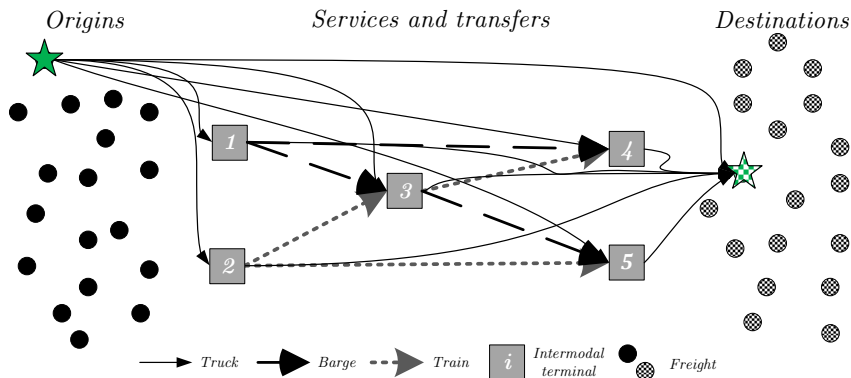 Origins
Services and transfers
Destinations
1
4
3
2
5
Truck
Barge
Train
i
Intermodal
terminal
Freight